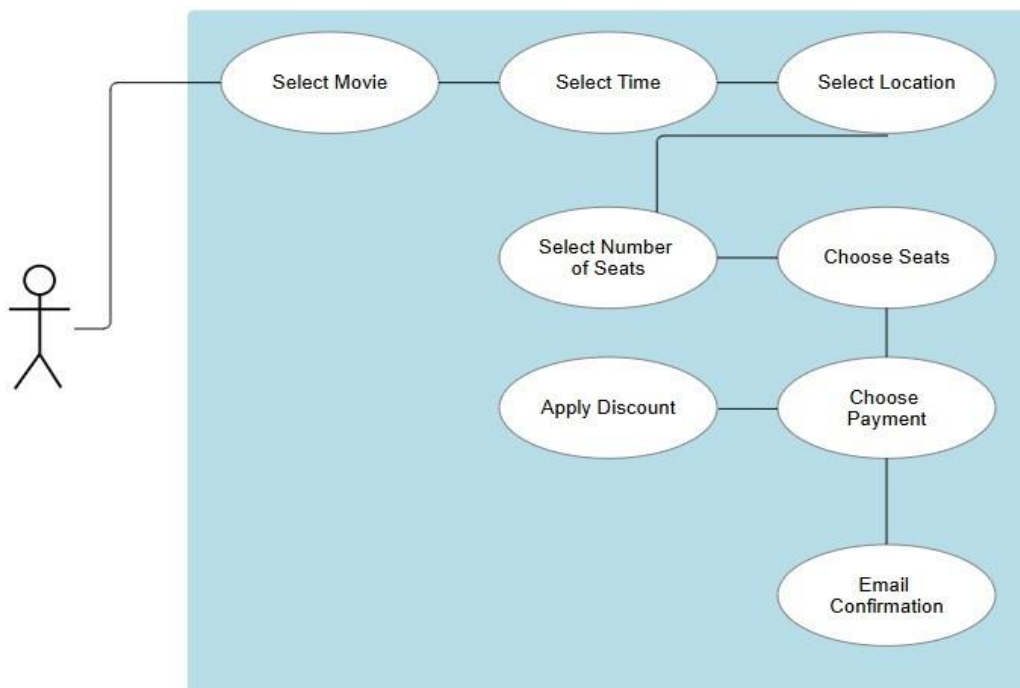 Select Movie
Select Time
Select Location
Select Number
of Seats
Choose Seats
Apply Discount
Choose
Payment
Email
Confirmation